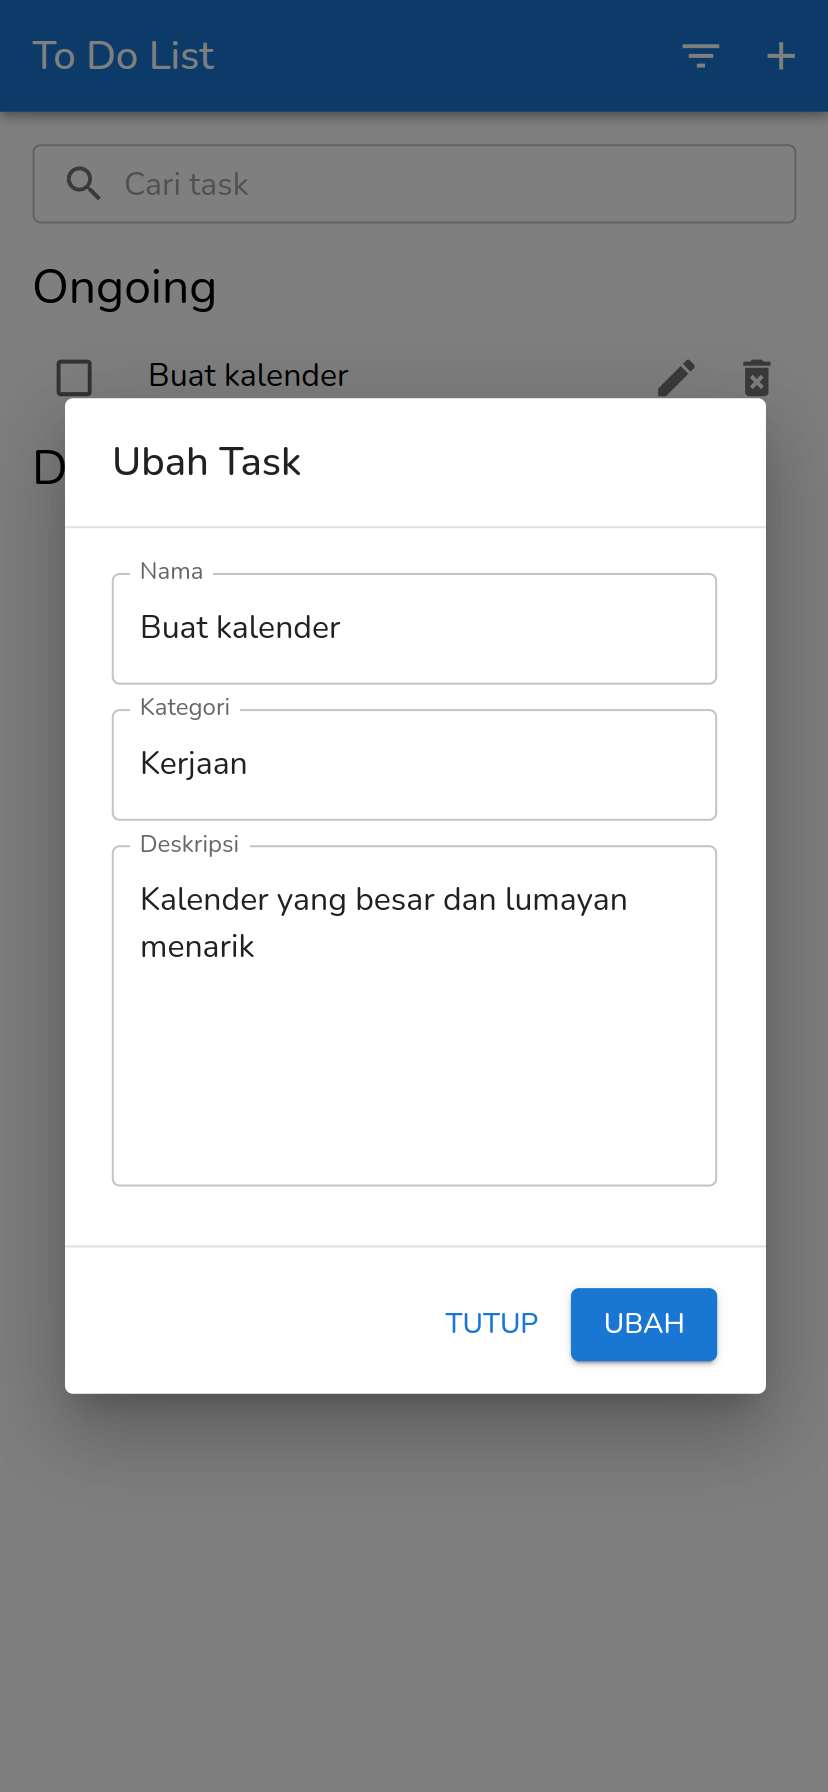 To Do List
Cari task
Ongoing
Buat kalender
D
Ubah Task
Nama
Buat kalender
Kategori
Kerjaan
Deskripsi
Kalender yang besar dan lumayan
menarik
TUTUP UBAH